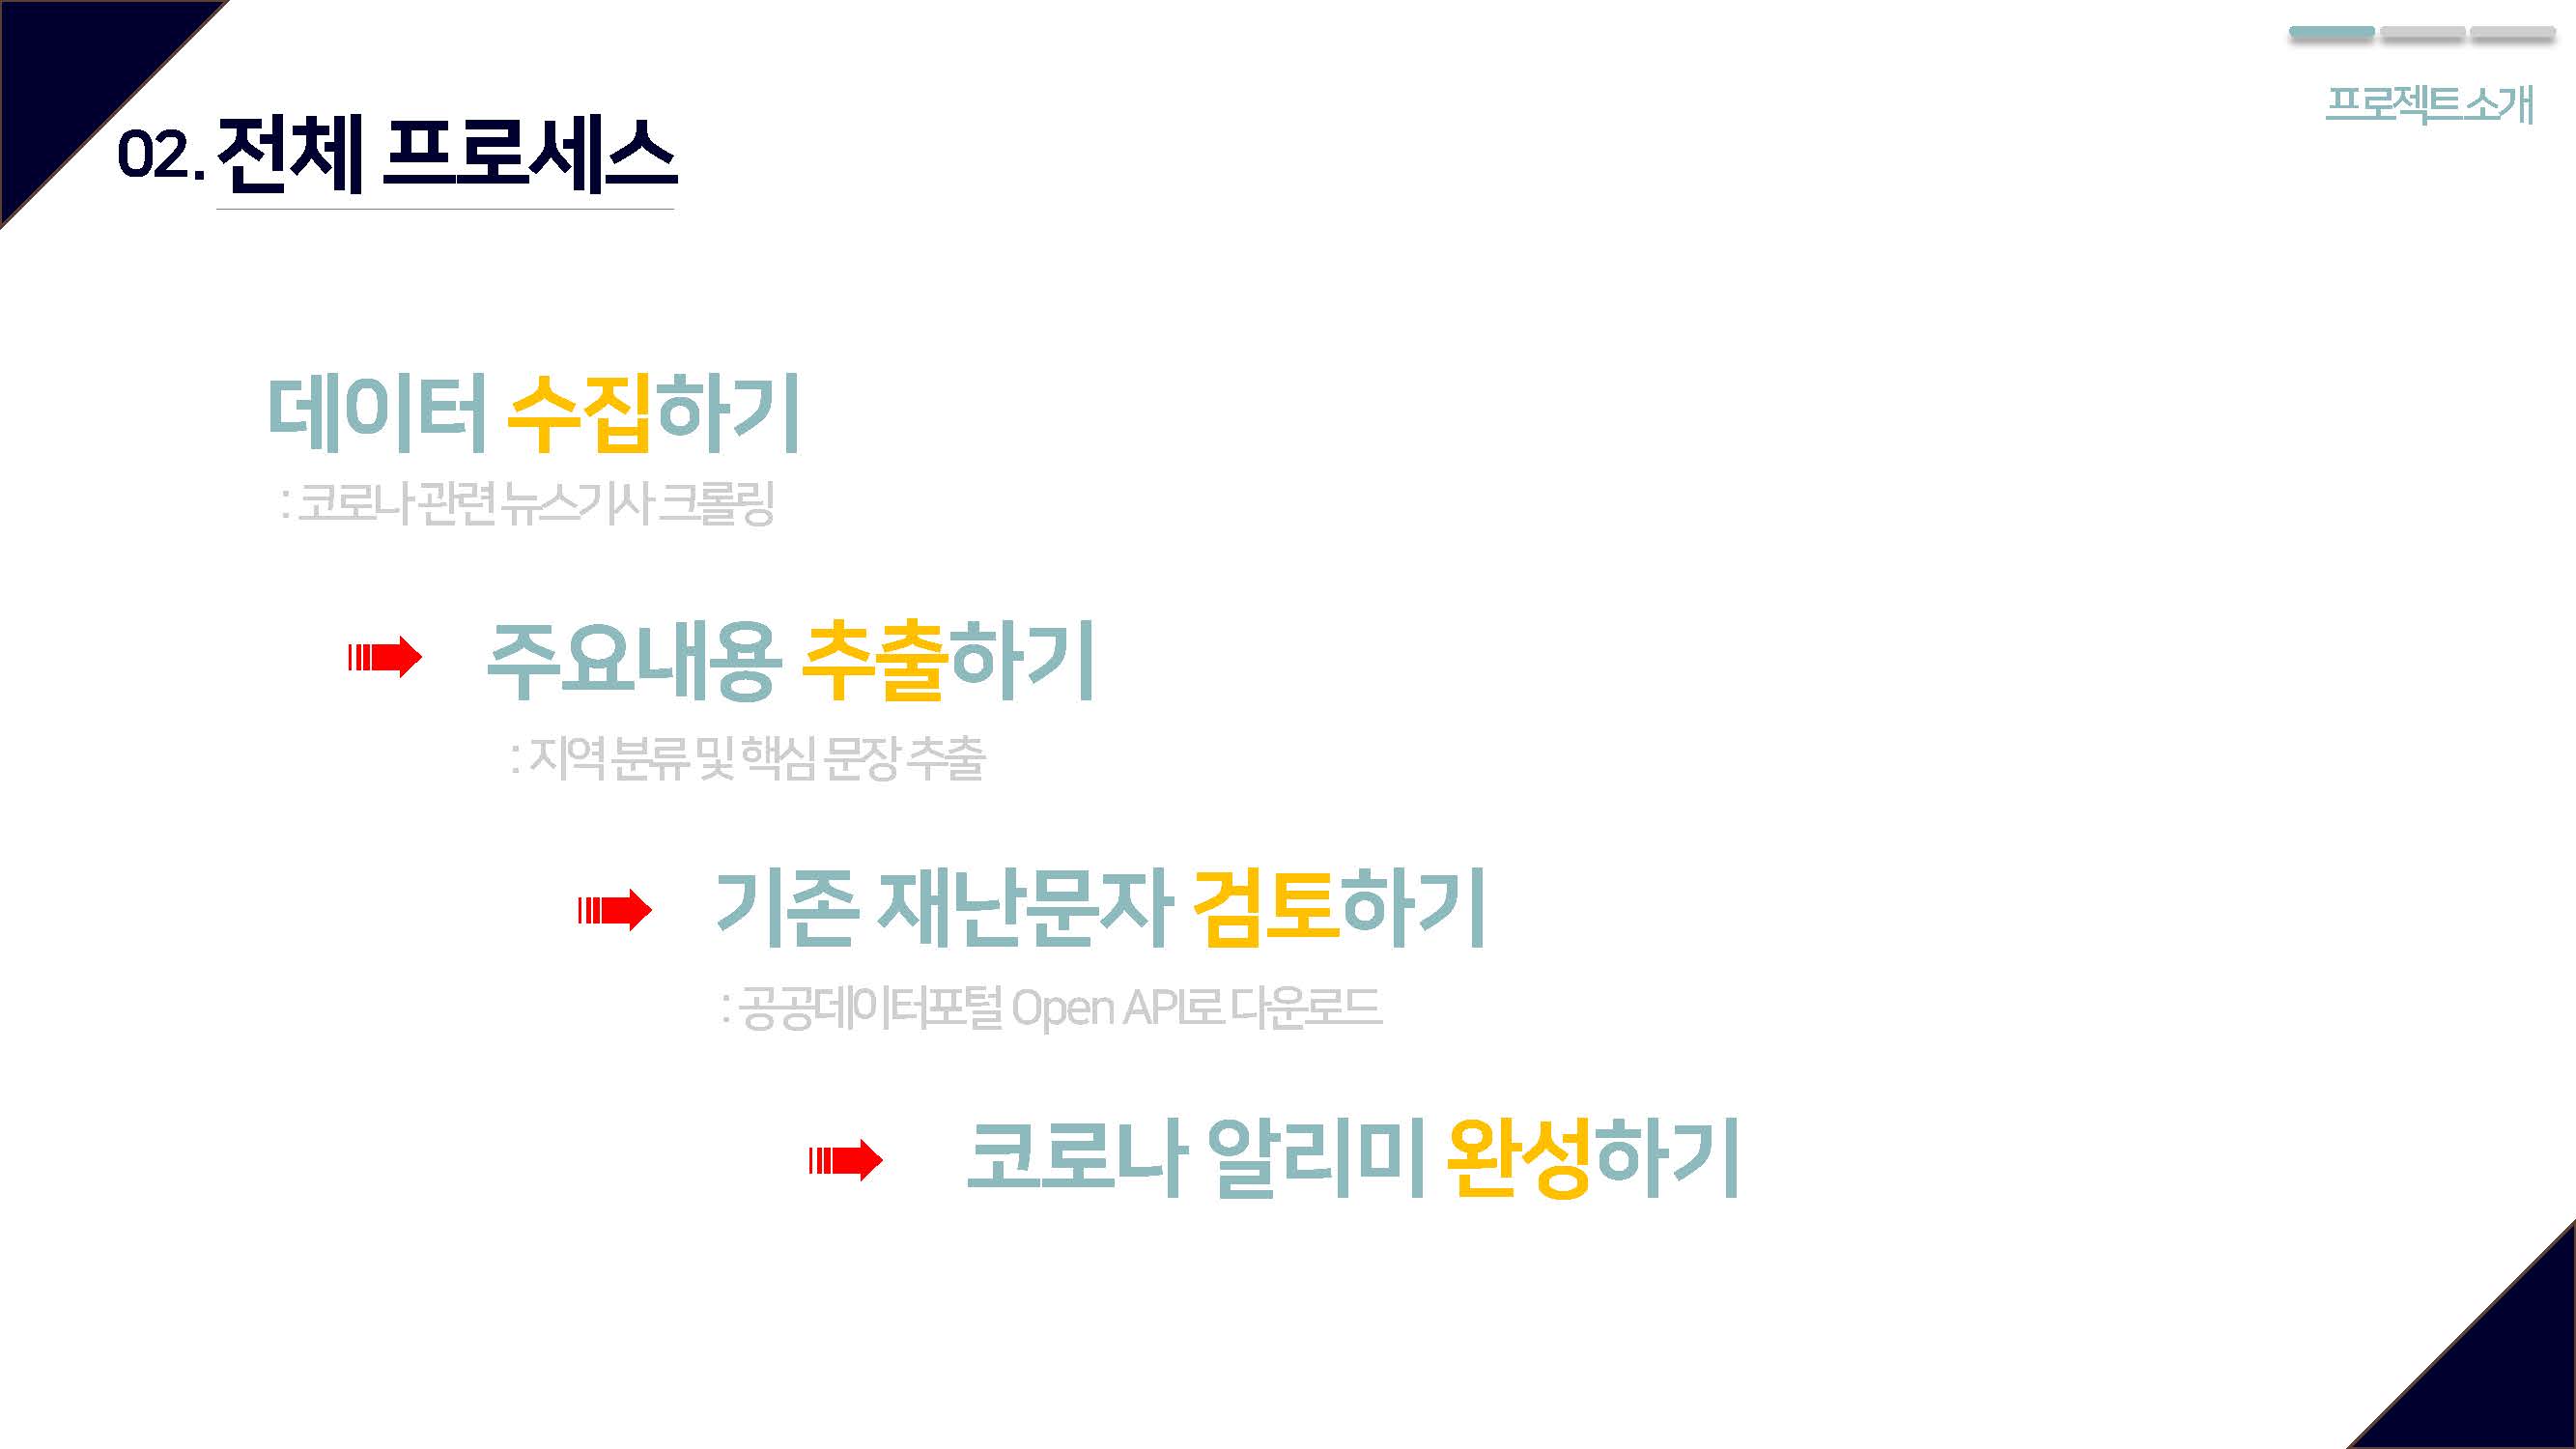 프로젝트 소개
02. 전체 프로세스
데이터 수집하기
: 코로나 관련 뉴스기사 크롤링
주요내용 추출하기
: 지역 분류 및 핵심 문장 추출
기존 재난문자 검토하기
: 공공데이터포털 Open API로 다운로드
코로나 알리미 완성하기